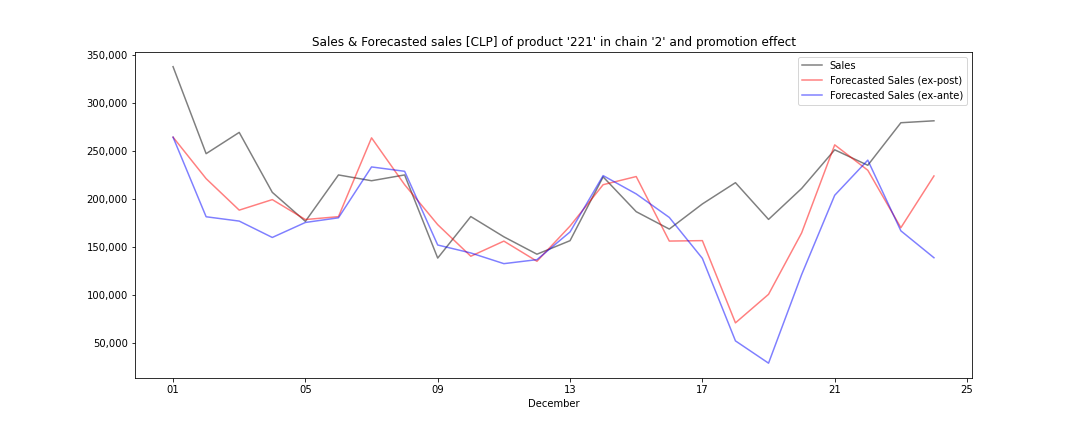 Sales & Forecasted sales [CLP] of product '221' in chain '2' and promotion effect
350,000
300,000
250,000
200,000
150,000
100,000
50,000
Sales
Forecasted Sales (ex-post)
Forecasted Sales (ex-ante)
01 05 09 13 17 21 25
December